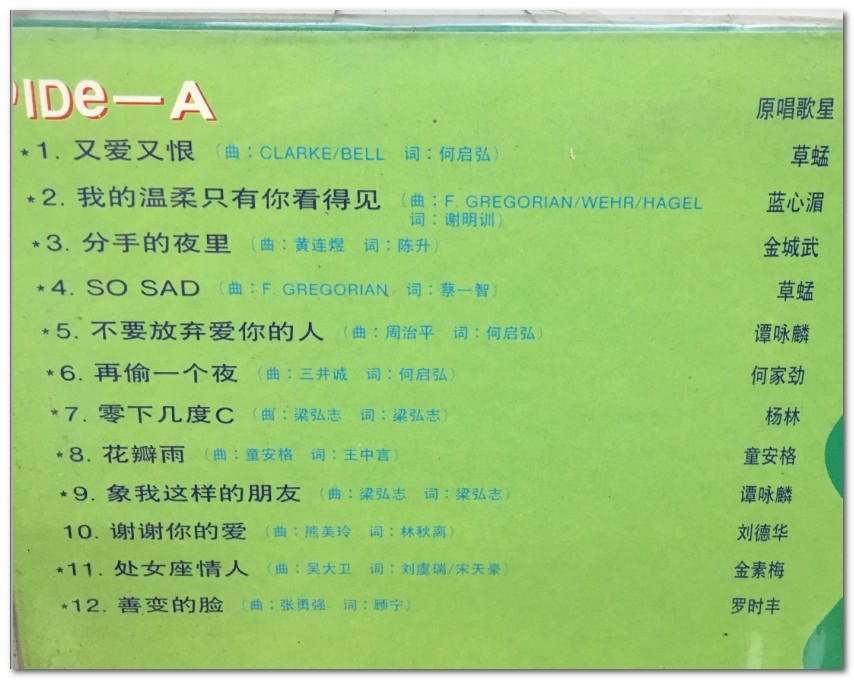 PIDe—A
原唱歌星
★1. 又爱又恨 （曲：CLARKE/BELL 词：何启弘） 草蜢
★2. 我的温柔只有你看得见 （曲：F. GREGORIAN/WEHR/HAGEL 蓝心湄
词：谢明训）
★3. 分手的夜里 （曲：黄连煜 词：陈升） 金城武
★4. SO SAD （曲：F. GREGORIAN 词：蔡一智） 草蜢
★5. 不要放弃爱你的人 （曲：周治平 词：何启弘） 谭咏麟
★6. 再偷一个夜 （曲：三井诚 词：何启弘） 何家劲
★7. 零下几度C （曲：梁弘志 词：梁弘志） 杨林
★8. 花瓣雨 （曲：童安格 词：王中言） 童安格
★9. 象我这样的朋友 （曲：梁弘志 词：梁弘志） 谭咏麟
10. 谢谢你的爱 （曲：熊美玲 词：林秋离） 刘德华
★11. 处女座情人 （曲：吴大卫 词：刘虞瑞/宋天豪） 金素梅
★12. 善变的脸 （曲：张勇强 词：顾宁） 罗时丰